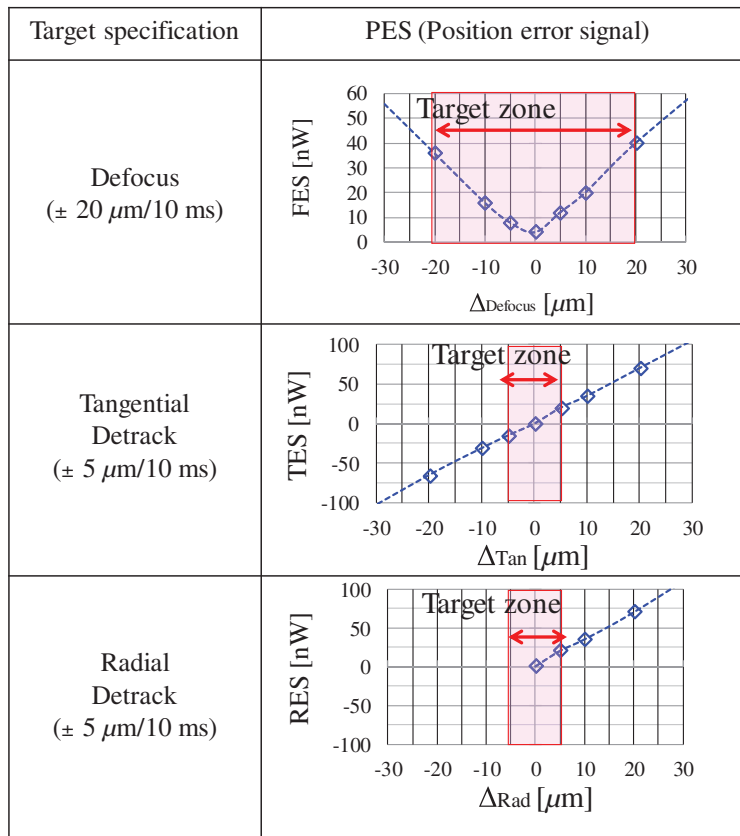 Target specification
PES (Position error signal)
Defocus
(± 20 μm/10 ms)
FES [nW]
60
50
40
30
20
10
0
Target zone
-30 -20 -10 0 10 20 30
ΔDefocus [μm]
Tangential
Detrack
(± 5 μm/10 ms)
TES [nW]
100
50
0
-50
-100
Target zone
-30 -20 -10 0 10 20 30
ΔTan [μm]
Radial
Detrack
(± 5 μm/10 ms)
RES [nW]
100
50
0
-50
-100
Target zone
-30 -20 -10 0 10 20 30
ΔRad [μm]